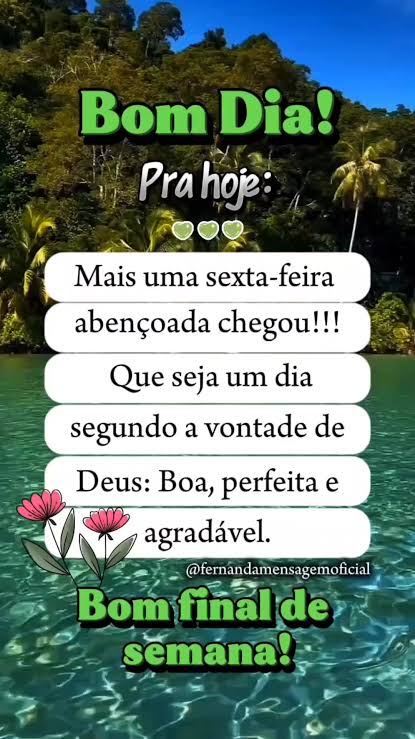 Bom Dia!
Pra hoje:
Mais uma sexta-feira
abençoada chegou!!!
Que seja um dia
segundo a vontade de
Deus: Boa, perfeita e
agradável.
@fernandamensagemoficial
Bom final de
semana!